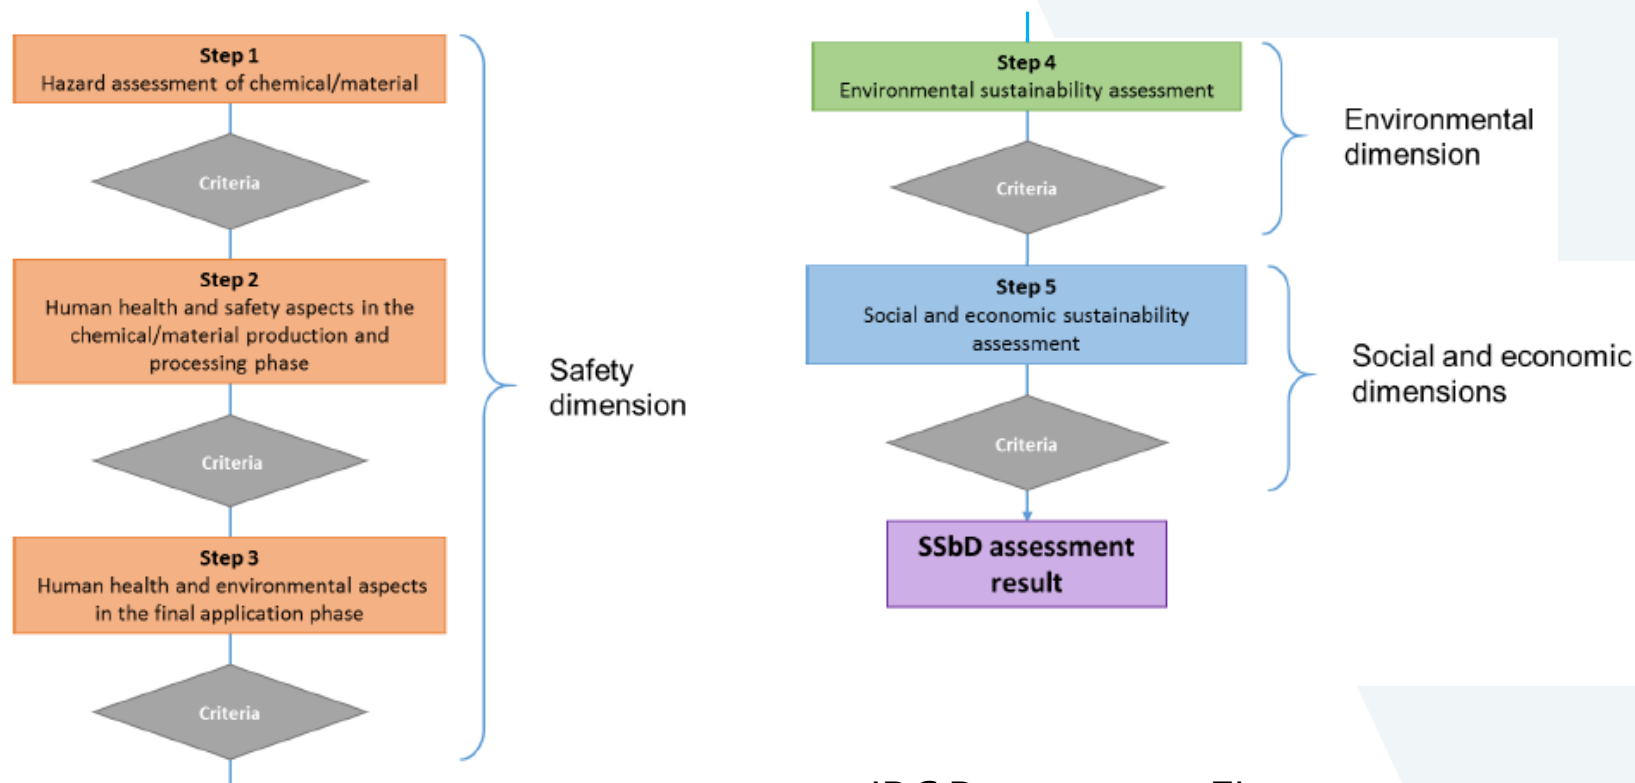 Step 1
Hazard assessment of chemical/material
Criteria
Step 2
Human health and safety aspects in the
chemical/material production and
processing phase
Criteria
Step 3
Human health and environmental aspects
in the final application phase
Criteria
Safety
dimension
Step 4
Environmental sustainability assessment
Criteria
Environmental
dimension
Step 5
Social and economic sustainability
assessment
Criteria
Social and economic
dimensions
SSbD assessment
result